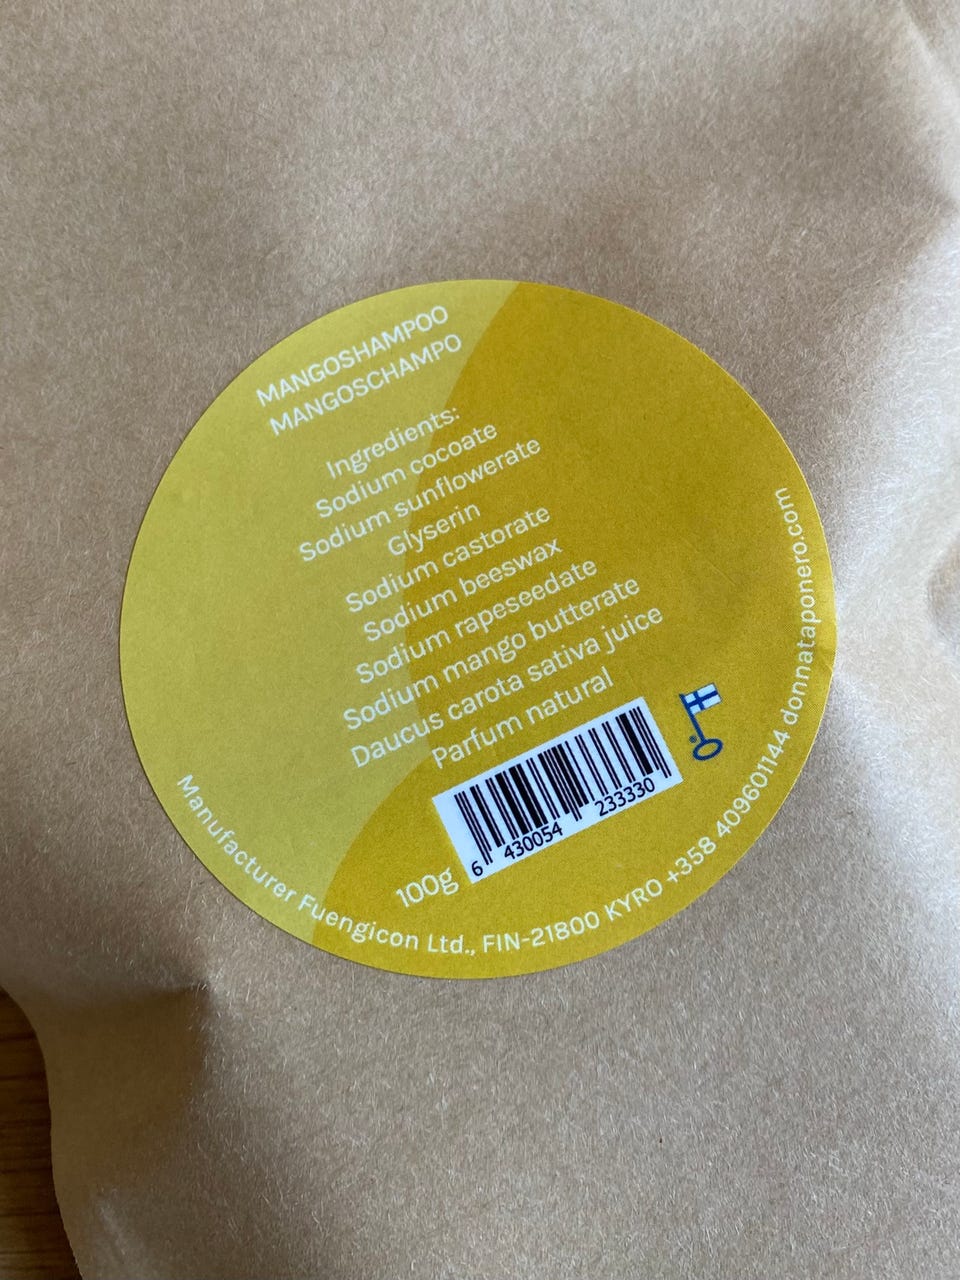 MANGOSHAMPOO
MANGOSCHAMPO
Ingredients:
Sodium cocoate
Sodium sunflowerate
Glyserin
Sodium castorate
Sodium beeswax
Sodium rapeseedate
Sodium mango butterate
Daucus carota sativa juice
Parfum natural
6 430054 233330
®
100g
Manufacturer Fuengicon Ltd., FIN-21800 KYRO +358 409601144 donnataponero.com